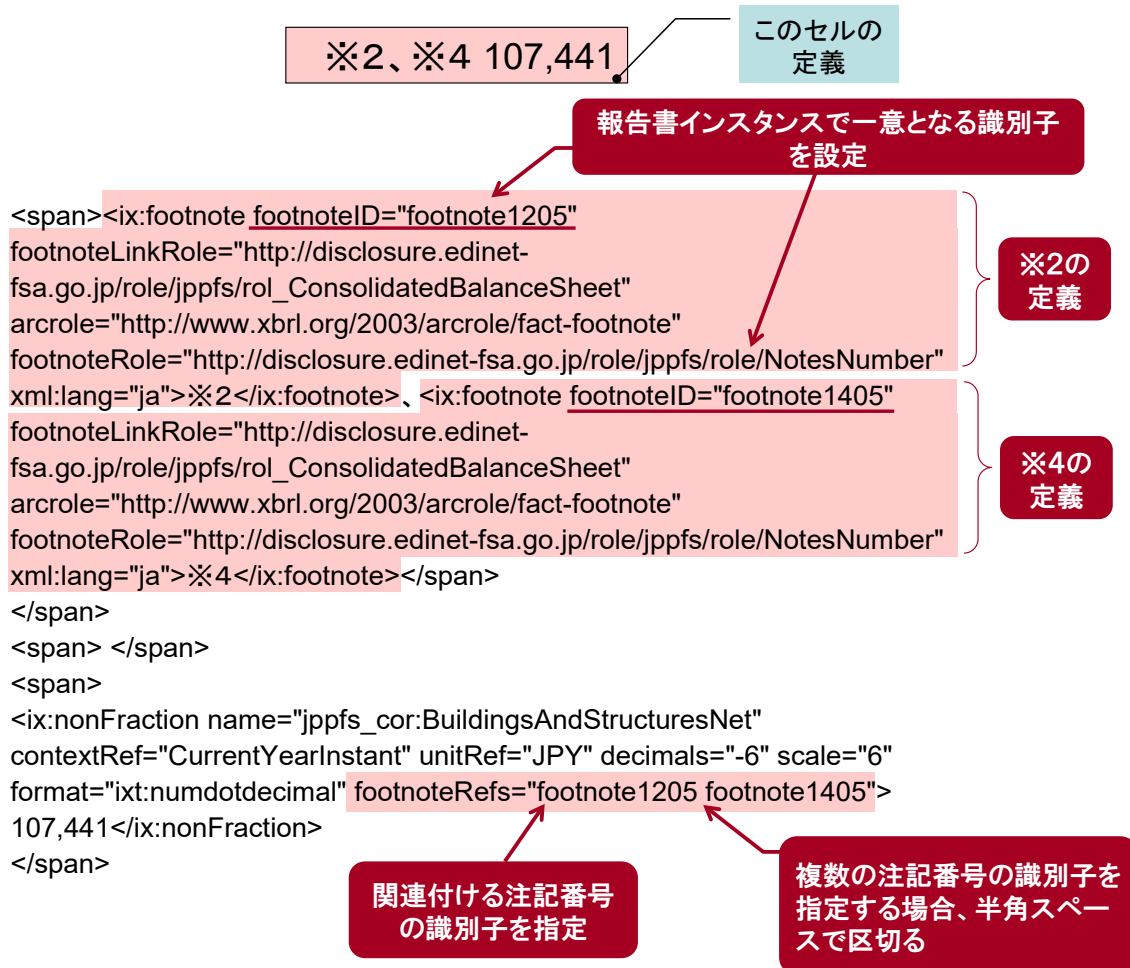 ※2、※4 107,441
このセルの
定義
報告書インスタンスで一意となる識別子
を設定
<span><ix:footnote footnoteID="footnote1205"
footnoteLinkRole="http://disclosure.edinet-
fsa.go.jp/role/jppfs/rol_ConsolidatedBalanceSheet"
arcrole="http://www.xbrl.org/2003/arcrole/fact-footnote"
footnoteRole="http://disclosure.edinet-fsa.go.jp/role/jppfs/role/NotesNumber"
xml:lang="ja">※2</ix:footnote>、<ix:footnote footnoteID="footnote1405"
footnoteLinkRole="http://disclosure.edinet-
fsa.go.jp/role/jppfs/rol_ConsolidatedBalanceSheet"
arcrole="http://www.xbrl.org/2003/arcrole/fact-footnote"
footnoteRole="http://disclosure.edinet-fsa.go.jp/role/jppfs/role/NotesNumber"
xml:lang="ja">※4</ix:footnote></span>
</span>
<span> </span>
<span>
<ix:nonFraction name="jppfs_cor:BuildingsAndStructuresNet"
contextRef="CurrentYearInstant" unitRef="JPY" decimals="-6" scale="6"
format="ixt:numdotdecimal" footnoteRefs="footnote1205 footnote1405">
107,441</ix:nonFraction>
</span>
※2の
定義
※4の
定義
関連付ける注記番号
の識別子を指定
複数の注記番号の識別子を
指定する場合、半角スペー
スで区切る